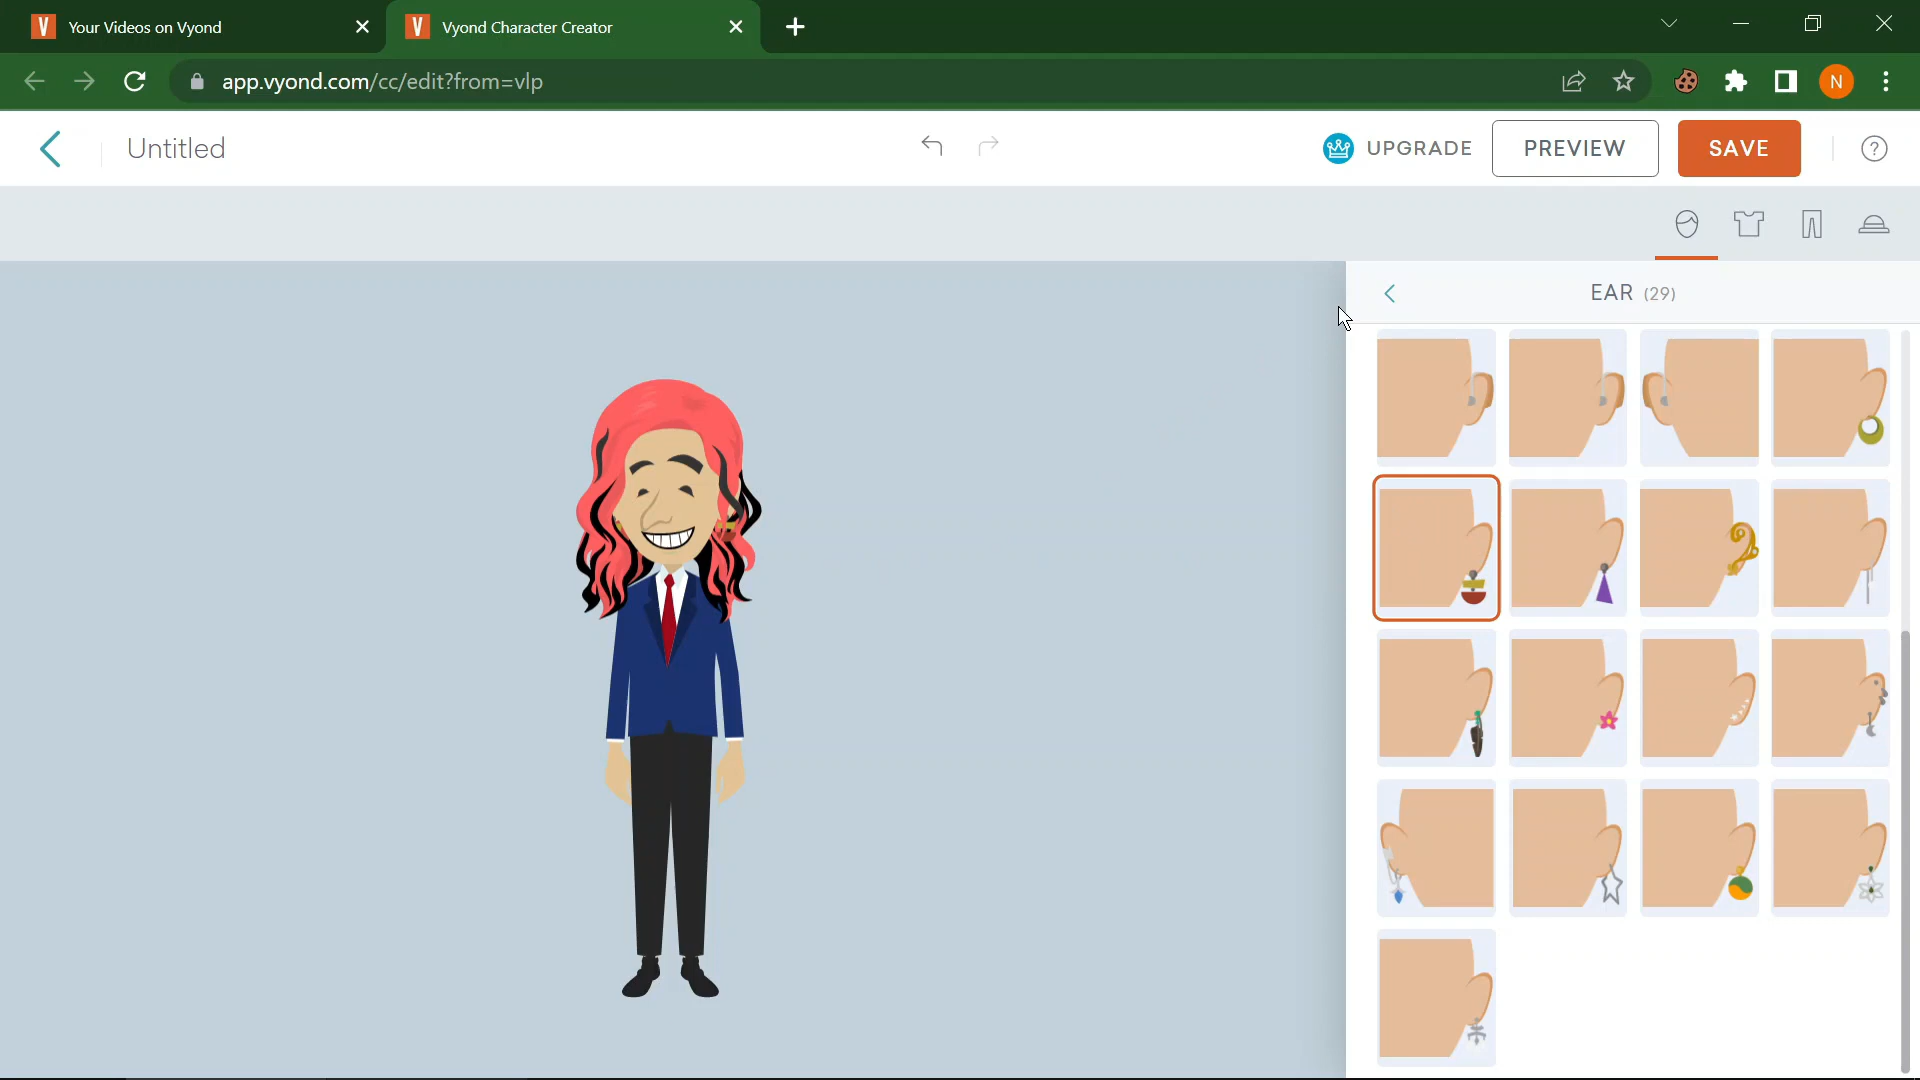 Your Videos on Vyond
Vyond Character Creator
app.vyond.com/cc/edit?from=vlp
N
Untitled
UPGRADE
PREVIEW
SAVE
EAR (29)